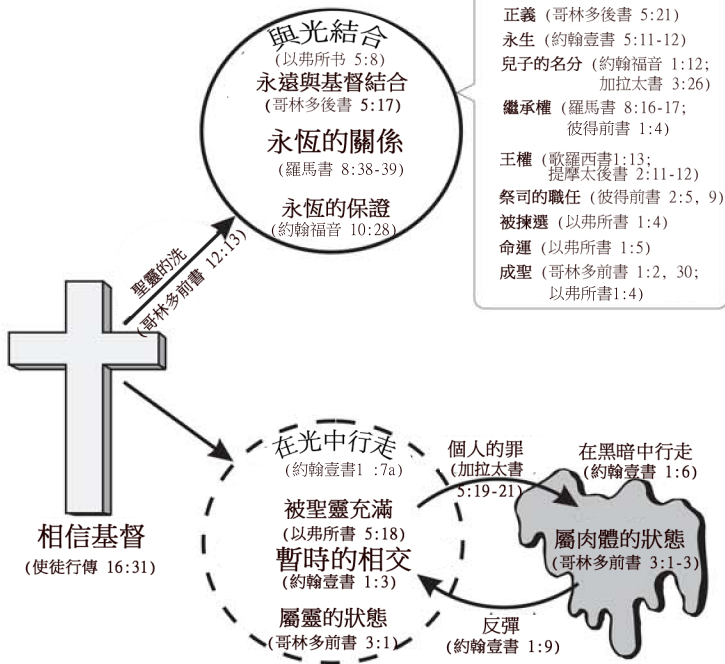 與光結合
(以弗所书 5:8)
永遠與基督結合
(哥林多後書 5:17)
永恆的關係
(羅馬書 8:38-39)
永恆的保證
(約翰福音 10:28)
正義 (哥林多後書 5:21)
永生 (約翰壹書 5:11-12)
兒子的名分 (約翰福音 1:12;
加拉太書 3:26)
繼承權 (羅馬書 8:16-17;
彼得前書 1:4)
王權 (歌羅西書1:13;
提摩太後書 2:11-12)
祭司的職任 (彼得前書 2:5, 9)
被揀選 (以弗所書 1:4)
命運 (以弗所書 1:5)
成聖 (哥林多前書 1:2, 30;
以弗所書1:4)
聖靈的洗
(哥林多前書 12:13)
相信基督
(使徒行傳 16:31)
在光中行走
(約翰壹書1 :7a)
被聖靈充滿
(以弗所書 5:18)
暫時的相交
(約翰壹書 1:3)
屬靈的狀態
(哥林多前書 3:1)
個人的罪
(加拉太書
5:19-21)
在黑暗中行走
(約翰壹書 1:6)
屬肉體的狀態
(哥林多前書 3:1-3)
反彈
(約翰壹書 1:9)